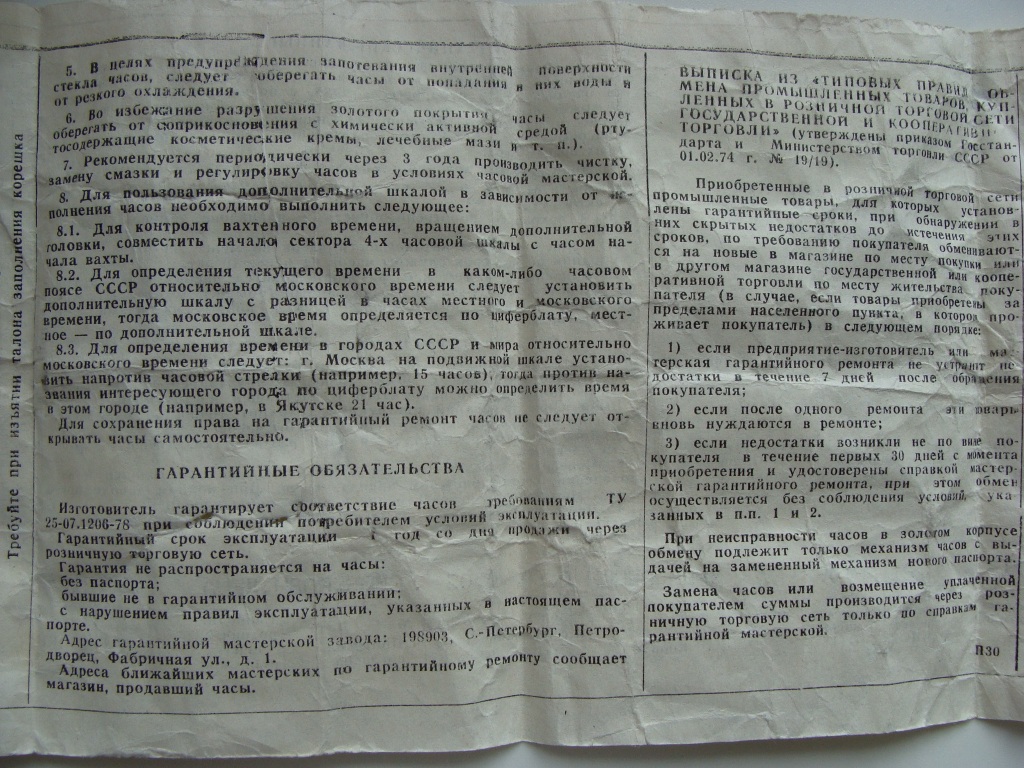 Требуйте при изъятии талона заполнения корешка
5. В целях предупреждения запотевания внутренней поверхности
стекла часов, следует оберегать часы от попадания в них воды и
от резкого охлаждения.
6. Во избежание разрушения золотого покрытия, часы следует
оберегать от соприкосновения с химически активной средой (рту-
тосодержащие косметические кремы, лечебные мази и т. п.).
7. Рекомендуется периодически через 3 года производить чистку,
замену смазки и регулировку часов в условиях часовой мастерской.
8. Для пользования дополнительной шкалой в зависимости от ис-
полнения часов необходимо выполнить следующее:
8.1. Для контроля вахтенного времени, вращением дополнительной
головки, совместить начало сектора 4-х часовой шкалы с часом на-
чала вахты.
8.2. Для определения текущего времени в каком-либо часовом
поясе СССР относительно московского времени следует установить
дополнительную шкалу с разницей в часах местного и московского
времени, тогда московское время определяется по циферблату, мест-
ное — по дополнительной шкале.
8.3. Для определения времени в городах СССР и мира относительно
московского времени следует: г. Москва на подвижной шкале устано-
вить напротив часовой стрелки (например, 15 часов), тогда против на-
звания интересующего города по циферблату можно определить время
в этом городе (например, в Якутске 21 час).
Для сохранения права на гарантийный ремонт часов не следует от-
крывать часы самостоятельно.
ГАРАНТИЙНЫЕ ОБЯЗАТЕЛЬСТВА
Изготовитель гарантирует соответствие часов требованиям ТУ
25-07.1206-78 при соблюдении потребителем условий эксплуатации.
Гарантийный срок эксплуатации — 1 год со дня продажи через
розничную торговую сеть.
Гарантия не распространяется на часы:
без паспорта;
бывшие не в гарантийном обслуживании;
с нарушением правил эксплуатации, указанных в настоящем пас-
порте.
Адрес гарантийной мастерской завода: 198903, С.-Петербург, Петро-
дворец, Фабричная ул., д. 1.
Адреса ближайших мастерских по гарантийному ремонту сообщает
магазин, продавший часы.
ВЫПИСКА ИЗ «ТИПОВЫХ ПРАВИЛ ОБ-
МЕНА ПРОМЫШЛЕННЫХ ТОВАРОВ, КУП-
ЛЕННЫХ В РОЗНИЧНОЙ ТОРГОВОЙ СЕТИ
ГОСУДАРСТВЕННОЙ И КООПЕРАТИВН
ТОРГОВЛИ» (утверждены приказом Госстан-
дарта и Министерством торговли СССР от
01.02.74 г. № 19/19).
Приобретенные в розничной торговой сети
промышленные товары, для которых установ-
лены гарантийные сроки, при обнаружении в
них скрытых недостатков до истечения этих
сроков, по требованию покупателя обменивают-
ся на новые в магазине по месту покупки или
в другом магазине государственной или коопе-
ративной торговли по месту жительства поку-
пателя (в случае, если товары приобретены за
пределами населенного пункта, в котором про-
живает покупатель) в следующем порядке:
1) если предприятие-изготовитель или мас-
терская гарантийного ремонта не устранит не-
достатки в течение 7 дней после обращения
покупателя;
2) если после одного ремонта эти товары
вновь нуждаются в ремонте;
3) если недостатки возникли не по вине по-
купателя в течение первых 30 дней с момента
приобретения и удостоверены справкой мастер-
ской гарантийного ремонта, при этом обмен
осуществляется без соблюдения условий, ука-
занных в п.п. 1 и 2.
При неисправности часов в золотом корпусе
обмену подлежит только механизм часов с вы-
дачей на замененный механизм нового паспорта.
Замена часов или возмещение уплаченной
покупателем суммы производится через роз-
ничную торговую сеть только по справкам га-
рантийной мастерской.
П30